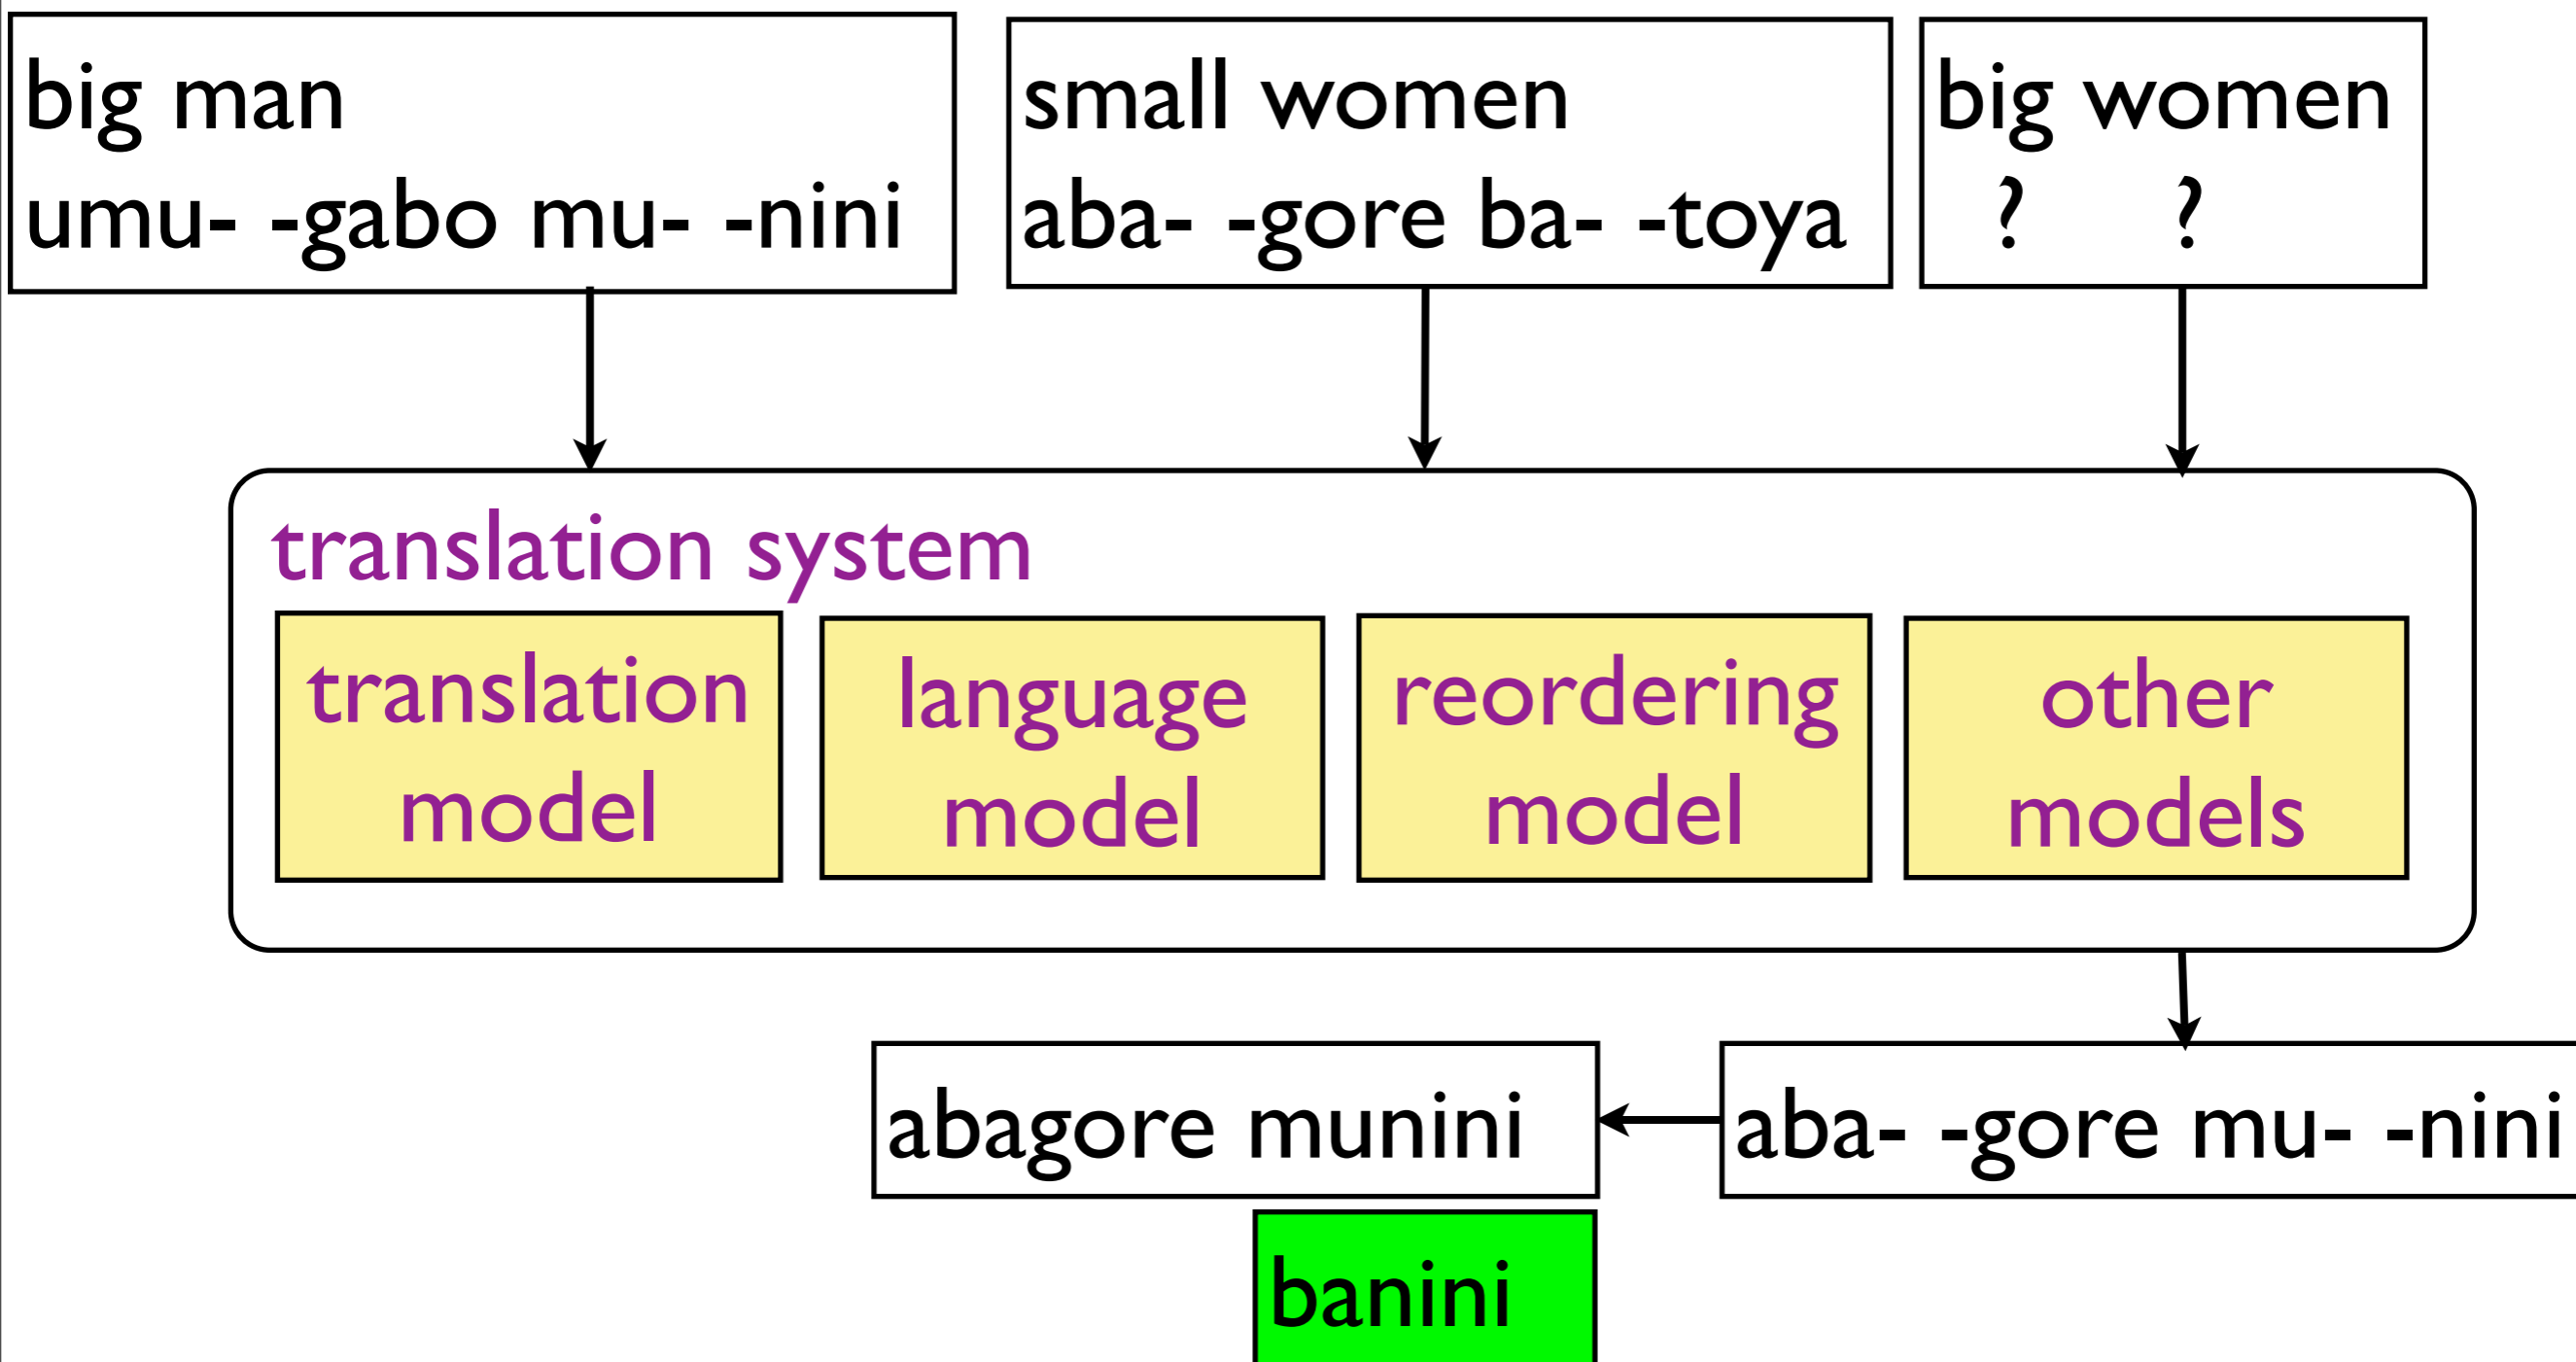 big man
umu- -gabo mu- -nini
small women
aba- -gore ba- -toya
big women
? ?
translation system
translation
model
language
model
reordering
model
other
models
abagore munini
aba- -gore mu- -nini
banini